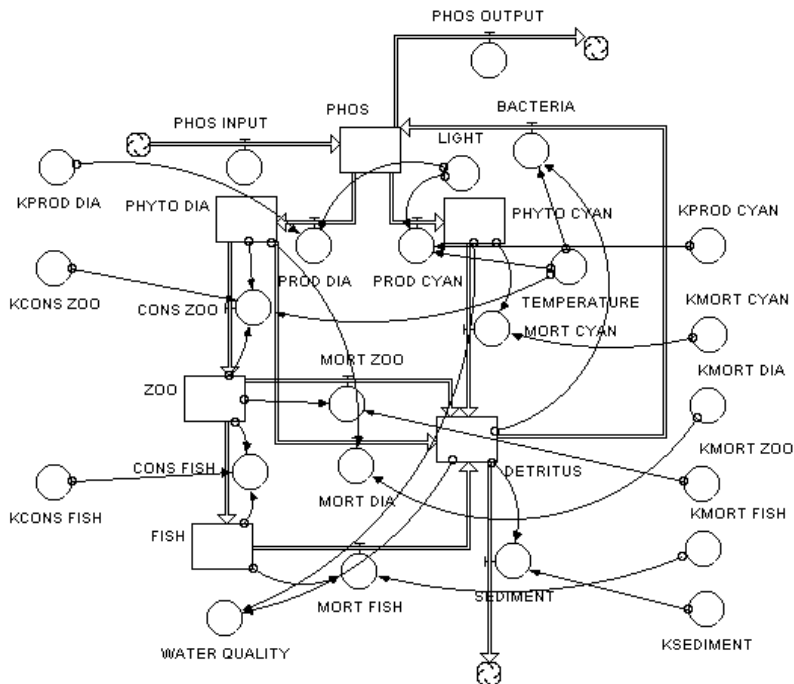 PHOS OUTPUT
PHOS
BACTERIA
PHOS INPUT
LIGHT
KPROD DIA
PHYTO DIA
PHYTO CYAN
KPROD CYAN
PROD DIA
PROD CYAN
KCONS ZOO
CONS ZOO
TEMPERATURE
KMORT CYAN
MORT CYAN
MORT ZOO
KMORT DIA
ZOO
KMORT ZOO
CONS FISH
MORT DIA
DETRITUS
KCONS FISH
KMORT FISH
FISH
MORT FISH
SEDIMENT
WATER QUALITY
KSEDIMENT